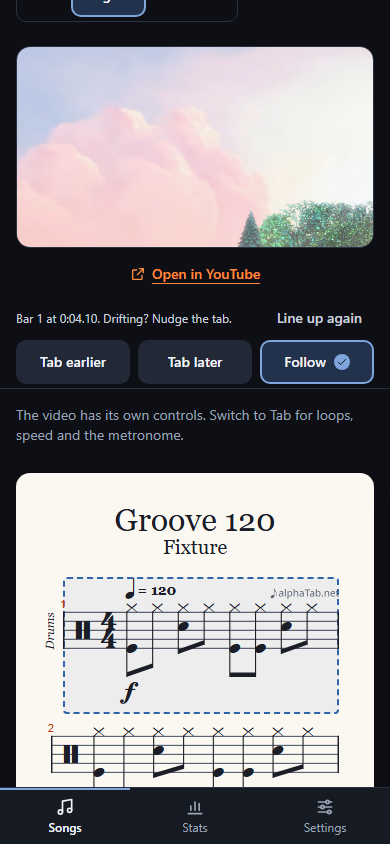 Open in YouTube
Bar 1 at 0:04.10. Drifting? Nudge the tab.
Line up again
Tab earlier
Tab later
Follow
The video has its own controls. Switch to Tab for loops,
speed and the metronome.
Groove 120
Fixture
= 120
alphaTab.net
1
Drums
4
4
f
2
Songs
Stats
Settings